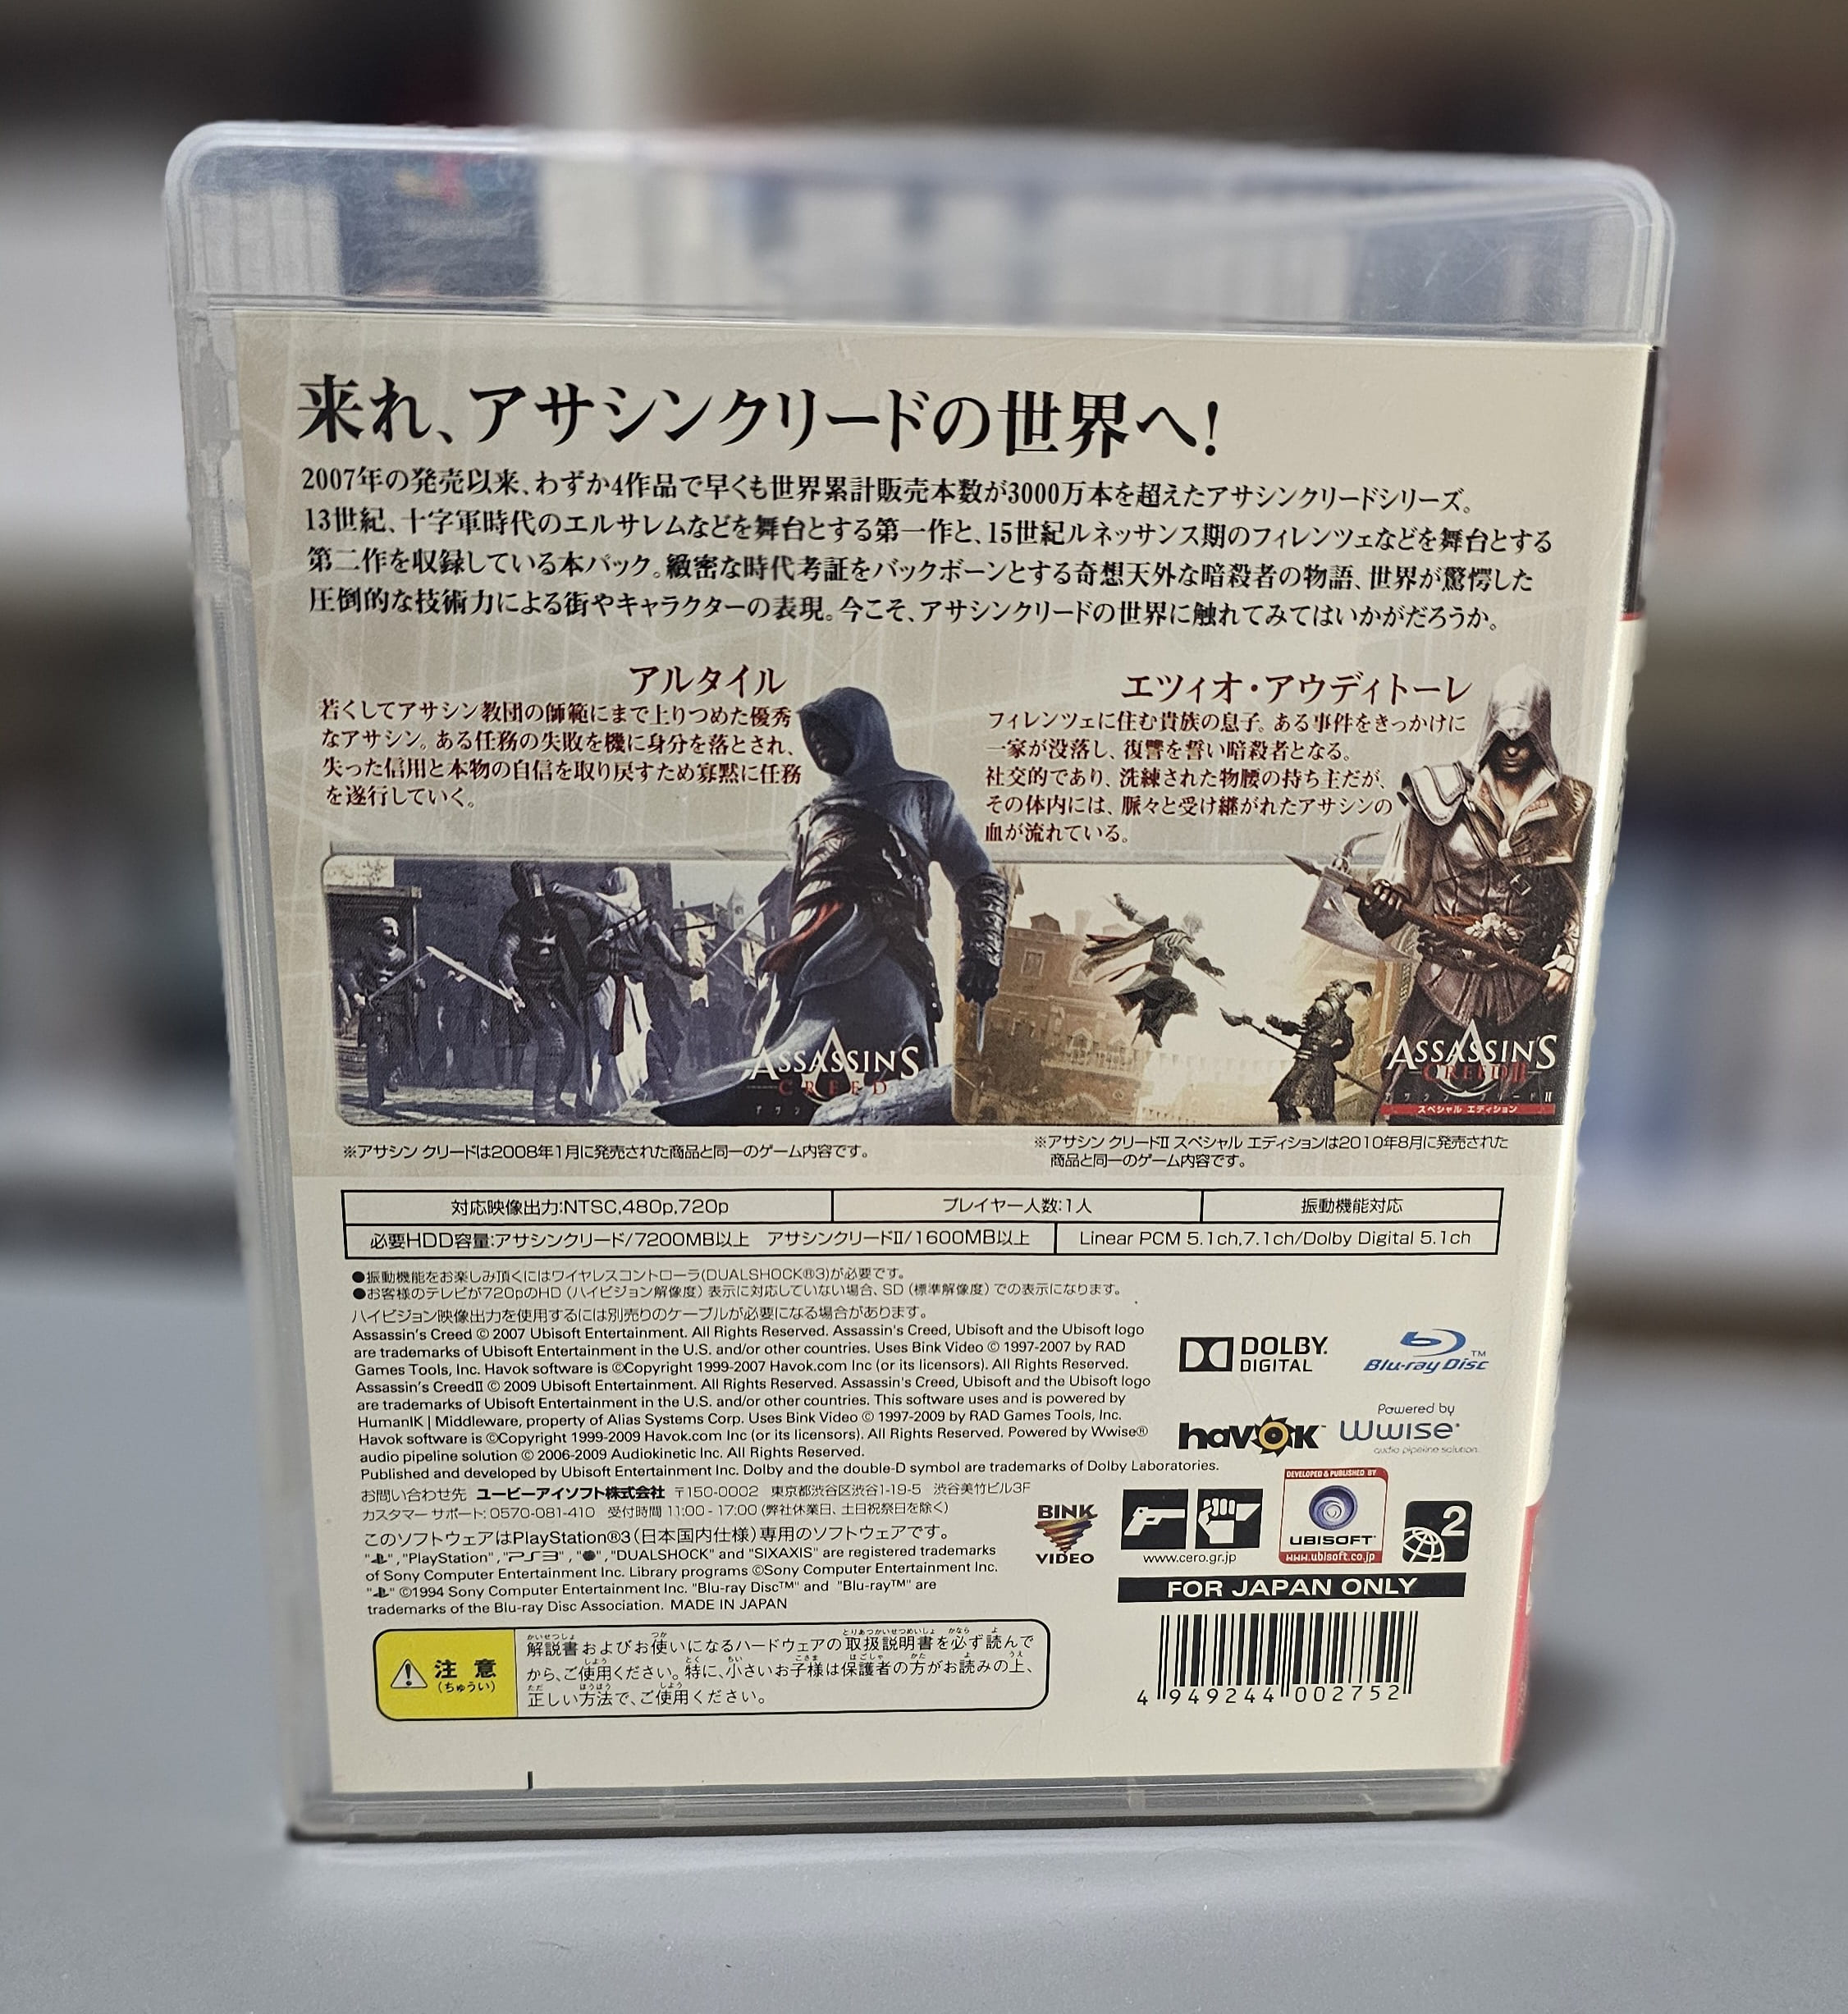 来れ、アサシンクリードの世界へ!
2007年の発売以来、わずか4作品で早くも世界累計販売本数が3000万本を超えたアサシンクリードシリーズ。
13世紀、十字軍時代のエルサレムなどを舞台とする第一作と、15世紀ルネッサンス期のフィレンツェなどを舞台とする
第二作を収録している本パック。緻密な時代考証をバックボーンとする奇想天外な暗殺者の物語、世界が驚愕した
圧倒的な技術力による街やキャラクターの表現。今こそ、アサシンクリードの世界に触れてみてはいかがだろうか。
アルタイル
若くしてアサシン教団の師範にまで上りつめた優秀
なアサシン。ある任務の失敗を機に身分を落とされ、
失った信用と本物の自信を取り戻すため寡黙に任務
を遂行していく。
エツィオ・アウディトーレ
フィレンツェに住む貴族の息子。ある事件をきっかけに
一家が没落し、復讐を誓い暗殺者となる。
社交的であり、洗練された物腰の持ち主だが、
その体内には、脈々と受け継がれたアサシンの
血が流れている。
ASSASSIN'S
CREED
アサシン
ASSASSIN'S
CREED II
アサシン クリード II
スペシャル エディション
※アサシン クリードは2008年1月に発売された商品と同一のゲーム内容です。
※アサシン クリードII スペシャル エディションは2010年8月に発売された
商品と同一のゲーム内容です。
対応映像出力:NTSC,480p,720p
プレイヤー人数:1人
振動機能対応
必要HDD容量:アサシンクリード/7200MB以上 アサシンクリードII/1600MB以上
Linear PCM 5.1ch,7.1ch/Dolby Digital 5.1ch
●振動機能をお楽しみ頂くにはワイヤレスコントローラ(DUALSHOCK®3)が必要です。
●お客様のテレビが720pのHD(ハイビジョン解像度)表示に対応していない場合、SD(標準解像度)での表示になります。
ハイビジョン映像出力を使用するには別売りのケーブルが必要になる場合があります。
Assassin's Creed © 2007 Ubisoft Entertainment. All Rights Reserved. Assassin's Creed, Ubisoft and the Ubisoft logo
are trademarks of Ubisoft Entertainment in the U.S. and/or other countries. Uses Bink Video © 1997-2007 by RAD
Games Tools, Inc. Havok software is ©Copyright 1999-2007 Havok.com Inc (or its licensors). All Rights Reserved.
Assassin's CreedII © 2009 Ubisoft Entertainment. All Rights Reserved. Assassin's Creed, Ubisoft and the Ubisoft logo
are trademarks of Ubisoft Entertainment in the U.S. and/or other countries. This software uses and is powered by
HumanIK | Middleware, property of Alias Systems Corp. Uses Bink Video © 1997-2009 by RAD Games Tools, Inc.
Havok software is ©Copyright 1999-2009 Havok.com Inc (or its licensors). All Rights Reserved. Powered by Wwise®
audio pipeline solution © 2006-2009 Audiokinetic Inc. All Rights Reserved.
Published and developed by Ubisoft Entertainment Inc. Dolby and the double-D symbol are trademarks of Dolby Laboratories.
DOLBY.
DIGITAL
Blu-ray Disc™
havok™
Powered by
Wwise®
audio pipeline solution
お問い合わせ先 ユービーアイソフト株式会社 〒150-0002 東京都渋谷区渋谷1-19-5 渋谷美竹ビル3F
カスタマー サポート: 0570-081-410 受付時間 11:00 - 17:00 (弊社休業日、土日祝祭日を除く)
このソフトウェアはPlayStation®3(日本国内仕様)専用のソフトウェアです。
" ", "PlayStation", "PS3", " ", "DUALSHOCK" and "SIXAXIS" are registered trademarks
of Sony Computer Entertainment Inc. Library programs ©Sony Computer Entertainment Inc.
" " ©1994 Sony Computer Entertainment Inc. "Blu-ray Disc™" and "Blu-ray™" are
trademarks of the Blu-ray Disc Association. MADE IN JAPAN
BINK
VIDEO
www.cero.gr.jp
DEVELOPED & PUBLISHED BY
UBISOFT
www.ubisoft.co.jp
2
FOR JAPAN ONLY
注意
(ちゅうい)
解説書およびお使いになるハードウェアの取扱説明書を必ず読んで
から、ご使用ください。特に、小さいお子様は保護者の方がお読みの上、
正しい方法で、ご使用ください。
4 949244 002752